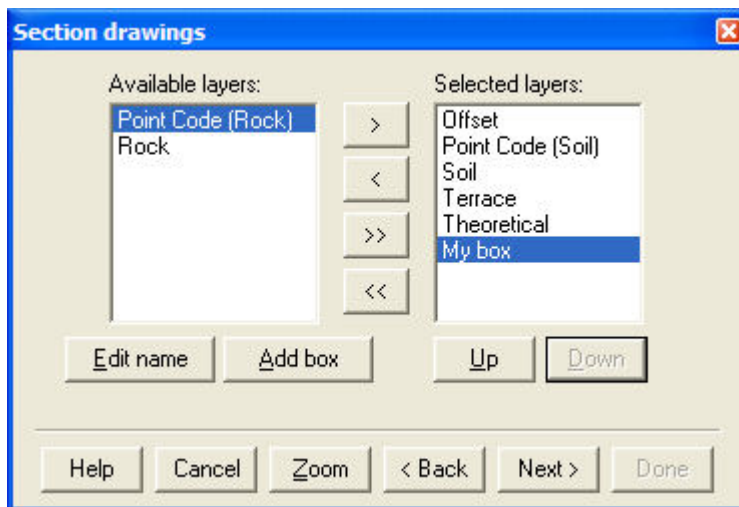 Section drawings
Available layers:
Selected layers:
Point Code (Rock)
Rock
>
<
>>
<<
Offset
Point Code (Soil)
Soil
Terrace
Theoretical
My box
Edit name
Add box
Up
Down
Help
Cancel
Zoom
< Back
Next >
Done